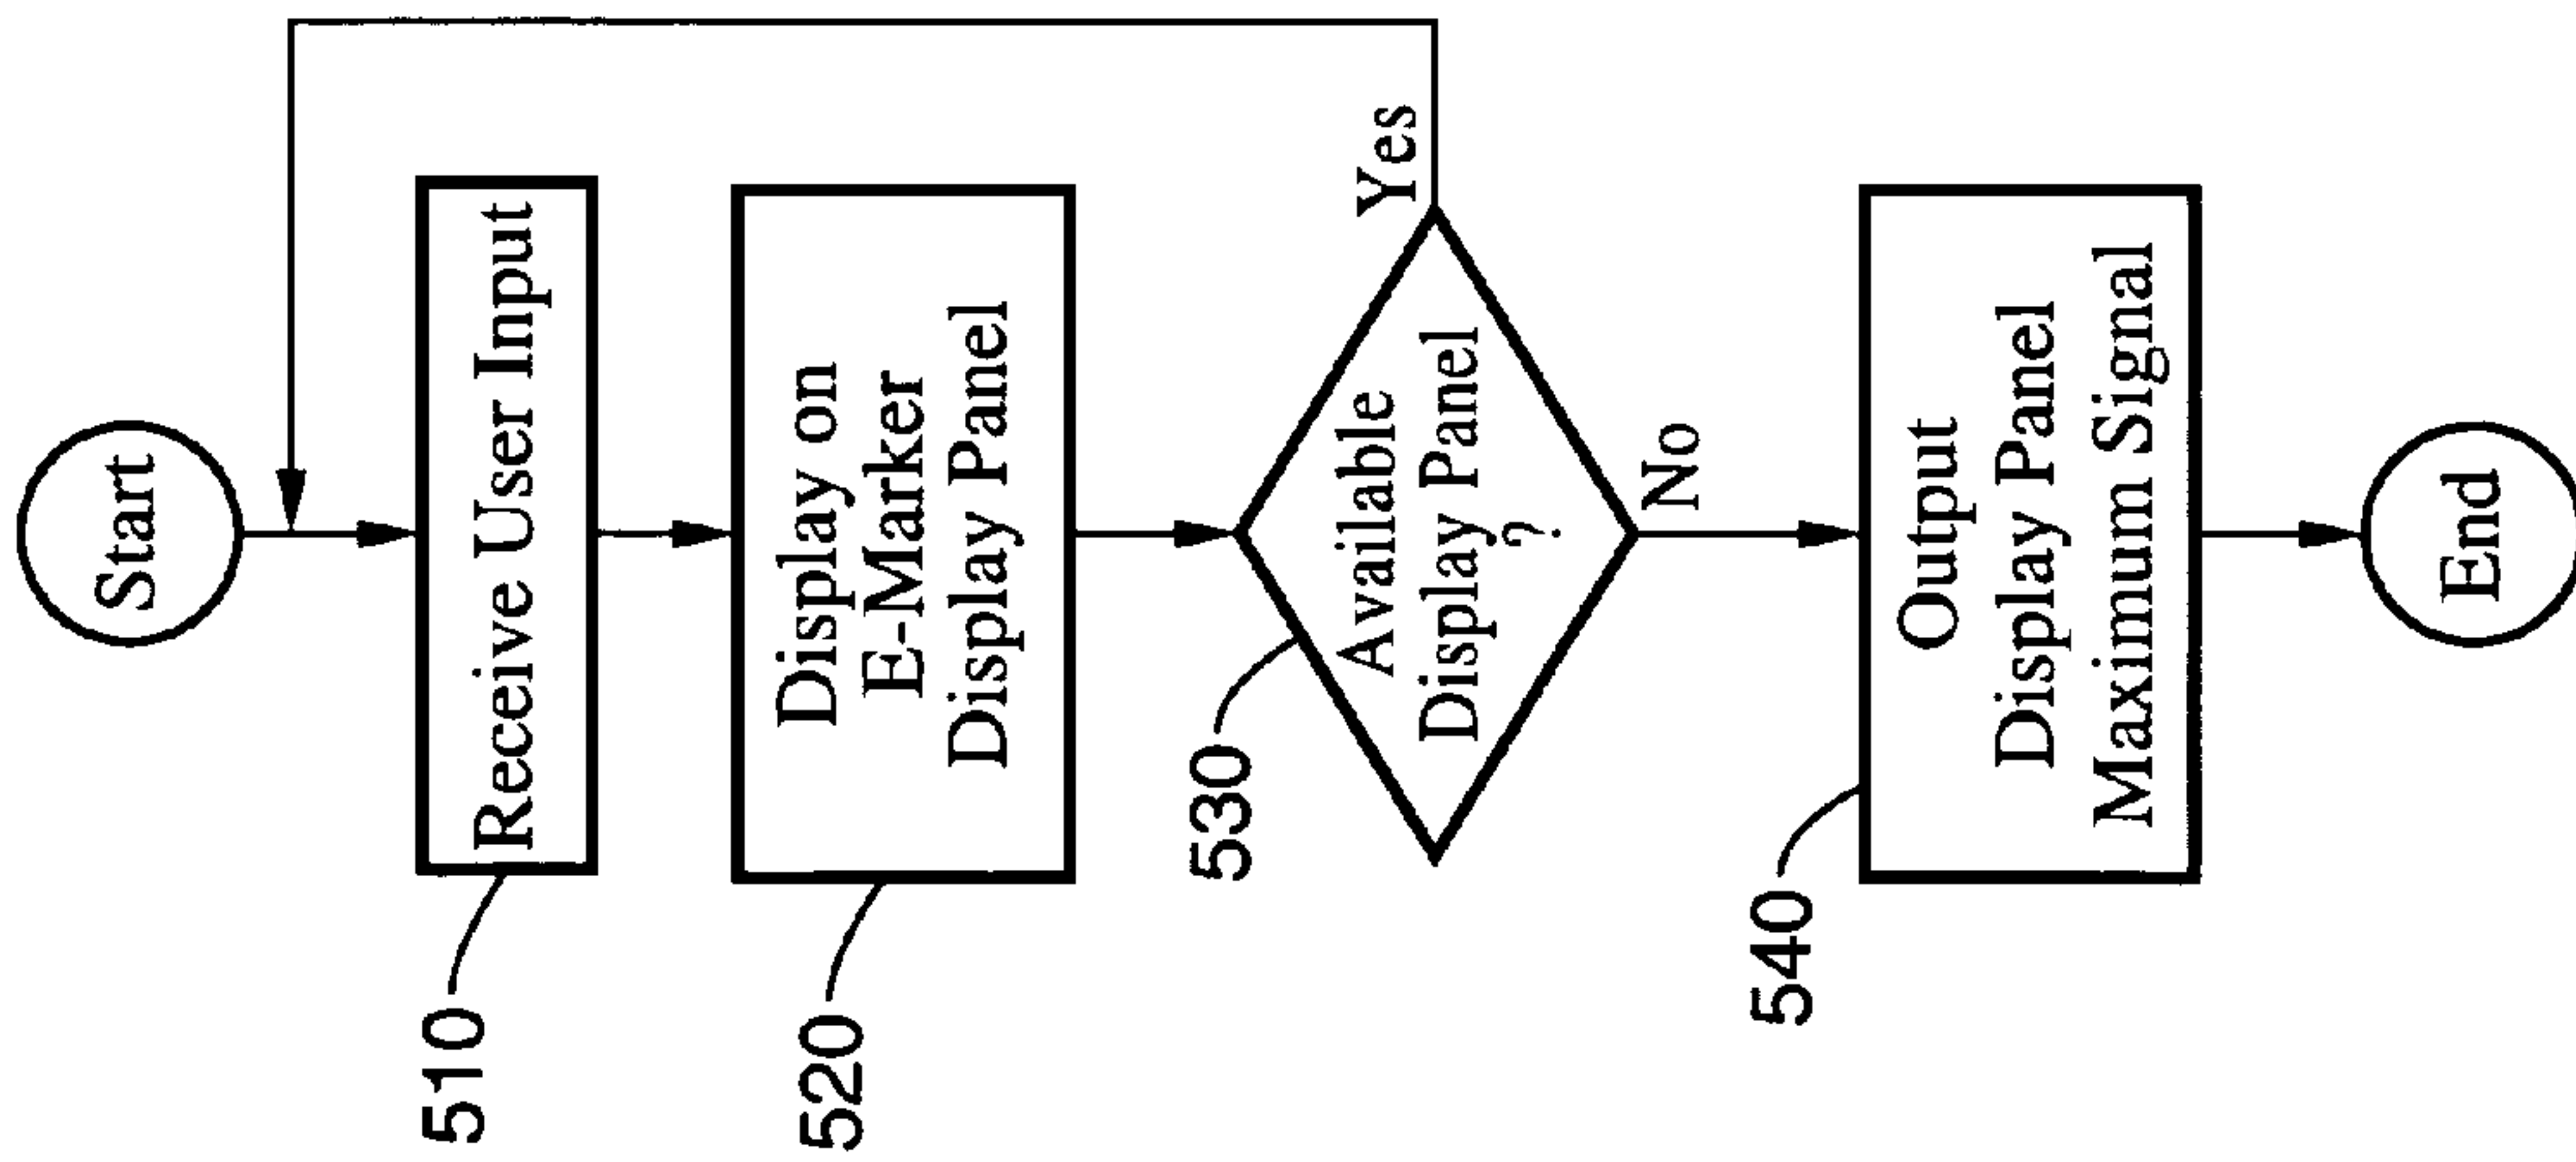 Start
510
Receive User Input
520
Display on
E-Marker
Display Panel
530
Available
Display Panel
?
Yes
No
540
Output
Display Panel
Maximum Signal
End